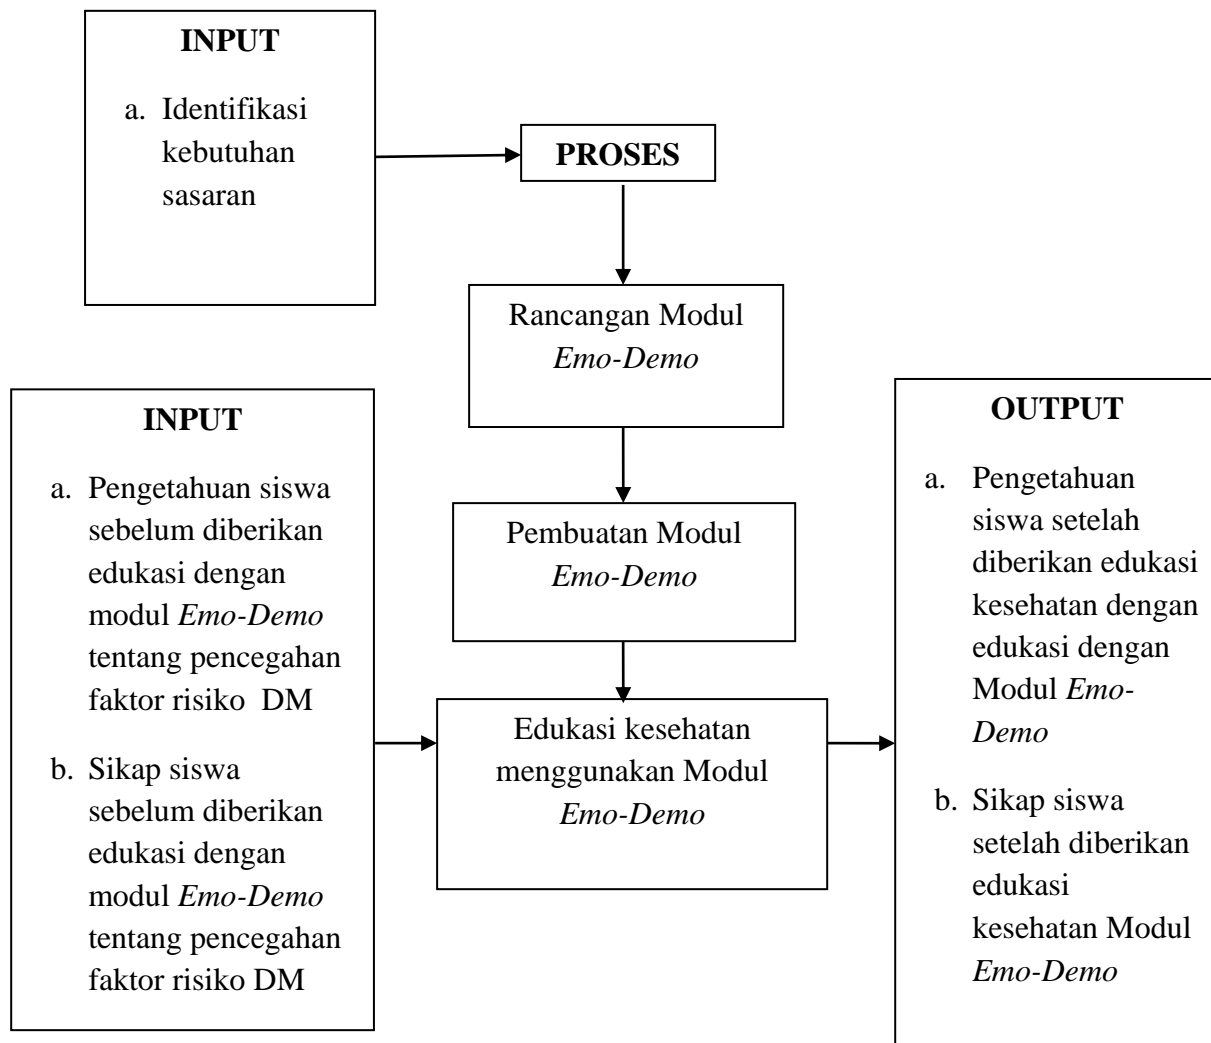 INPUT
a. Identifikasi
kebutuhan
sasaran
PROSES
Rancangan Modul
Emo-Demo
INPUT
a. Pengetahuan siswa
sebelum diberikan
edukasi dengan
modul Emo-Demo
tentang pencegahan
faktor risiko DM
b. Sikap siswa
sebelum diberikan
edukasi dengan
modul Emo-Demo
tentang pencegahan
faktor risiko DM
Pembuatan Modul
Emo-Demo
Edukasi kesehatan
menggunakan Modul
Emo-Demo
OUTPUT
a. Pengetahuan
siswa setelah
diberikan edukasi
kesehatan dengan
edukasi dengan
Modul Emo-
Demo
b. Sikap siswa
setelah diberikan
edukasi
kesehatan Modul
Emo-Demo